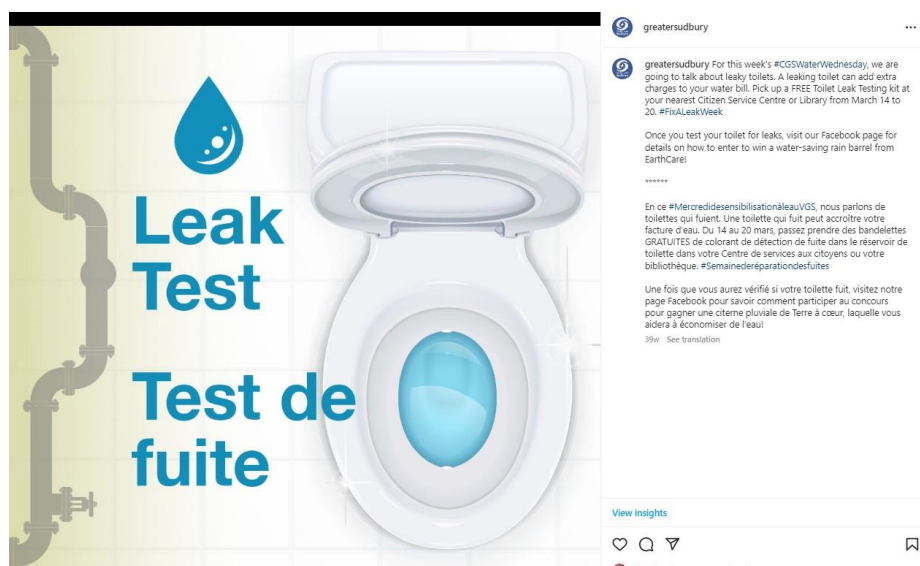 Leak
Test
Test de
fuite
greatersudbury
greatersudbury For this week's #CGSWaterWednesday, we are
going to talk about leaky toilets. A leaking toilet can add extra
charges to your water bill. Pick up a FREE Toilet Leak Testing kit at
your nearest Citizen Service Centre or Library from March 14 to
20. #FixALeakWeek
Once you test your toilet for leaks, visit our Facebook page for
details on how to enter to win a water-saving rain barrel from
EarthCare!
******
En ce #MercredidesensibilisationàleauVGS, nous parlons de
toilettes qui fuient. Une toilette qui fuit peut accroître votre
facture d'eau. Du 14 au 20 mars, passez prendre des bandelettes
GRATUITES de colorant de détection de fuite dans le réservoir de
toilette dans votre Centre de services aux citoyens ou votre
bibliothèque. #Semainederéparationdesfuites
Une fois que vous aurez vérifié si votre toilette fuit, visitez notre
page Facebook pour savoir comment participer au concours
pour gagner une citerne pluviale de Terre à cœur, laquelle vous
aidera à économiser de l'eau!
39w See translation
View insights